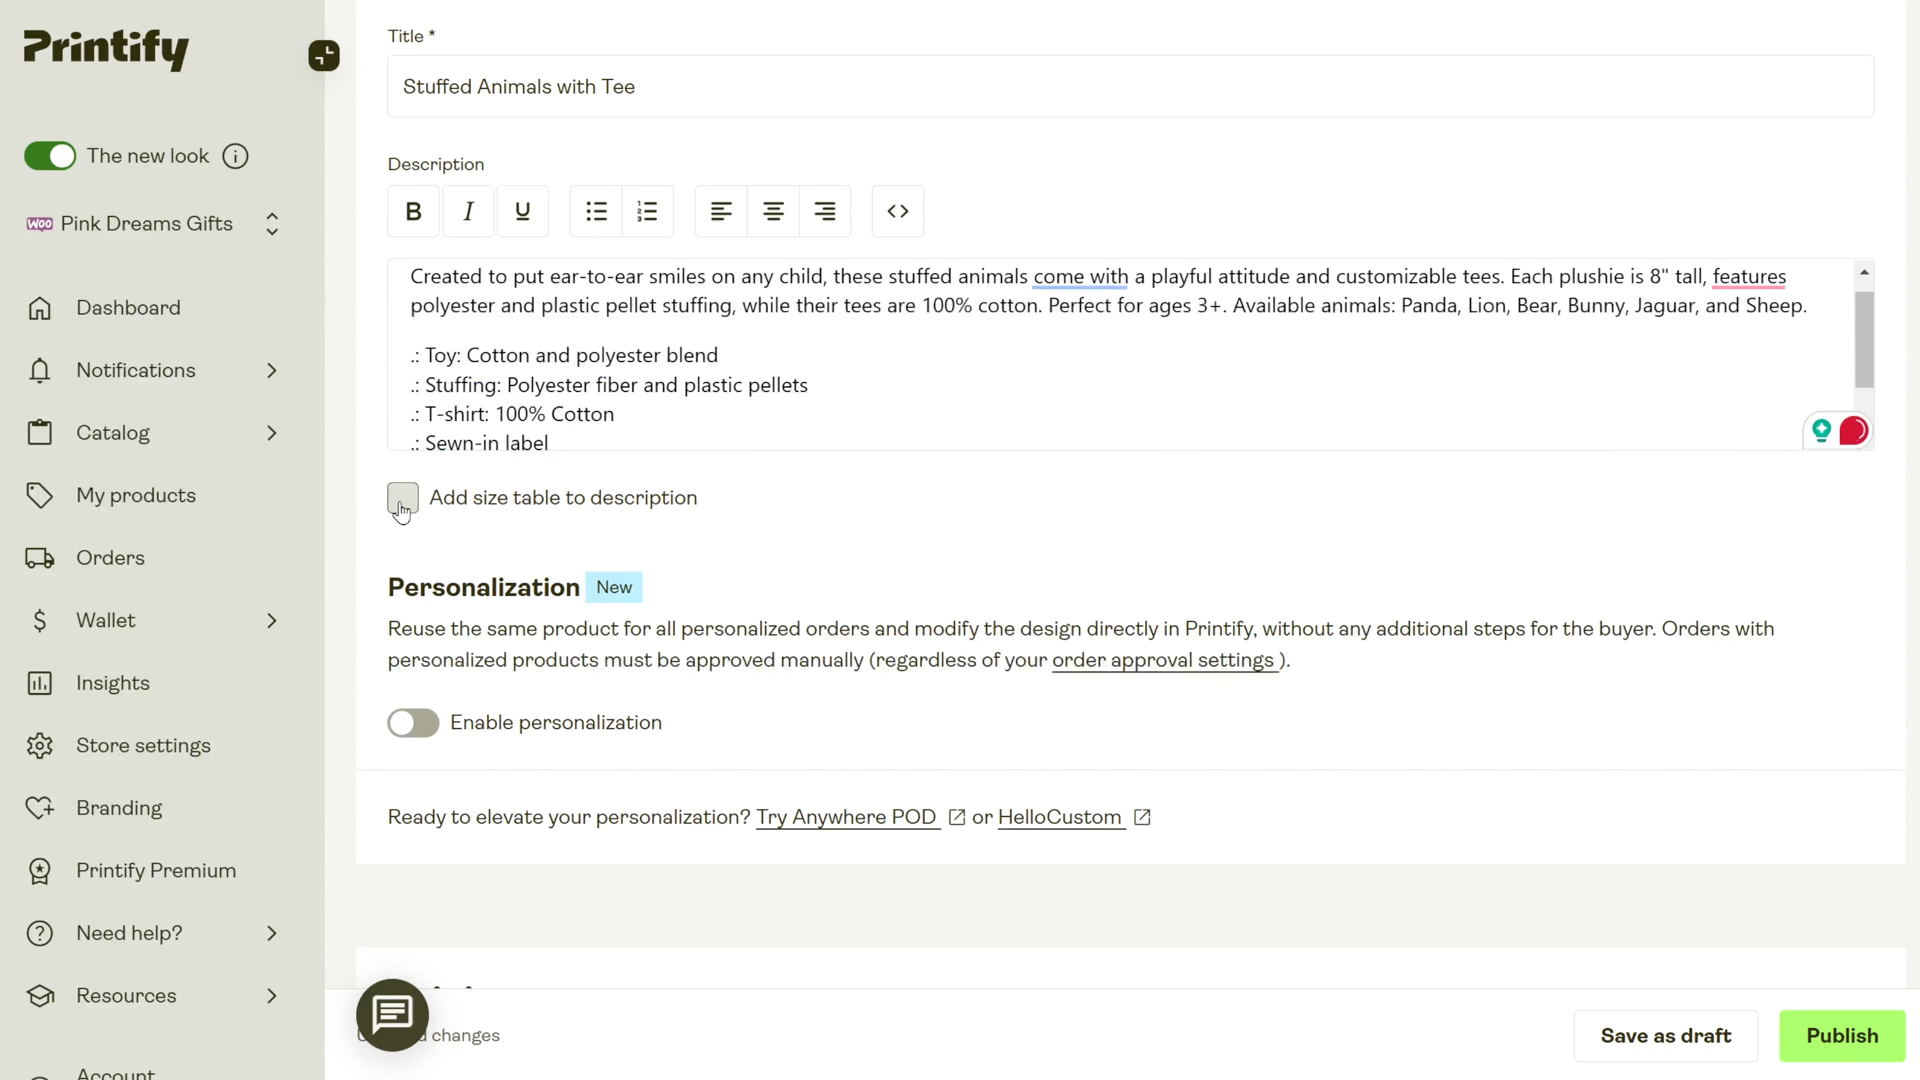 Printify
The new look
Woo Pink Dreams Gifts
Dashboard
Notifications
Catalog
My products
Orders
Wallet
Insights
Store settings
Branding
Printify Premium
Need help?
Resources
Account
Title *
Stuffed Animals with Tee
Description
B I U <>
Created to put ear-to-ear smiles on any child, these stuffed animals come with a playful attitude and customizable tees. Each plushie is 8" tall, features
polyester and plastic pellet stuffing, while their tees are 100% cotton. Perfect for ages 3+. Available animals: Panda, Lion, Bear, Bunny, Jaguar, and Sheep.
.: Toy: Cotton and polyester blend
.: Stuffing: Polyester fiber and plastic pellets
.: T-shirt: 100% Cotton
.: Sewn-in label
Add size table to description
Personalization New
Reuse the same product for all personalized orders and modify the design directly in Printify, without any additional steps for the buyer. Orders with
personalized products must be approved manually (regardless of your order approval settings ).
Enable personalization
Ready to elevate your personalization? Try Anywhere POD or HelloCustom
changes
Save as draft
Publish